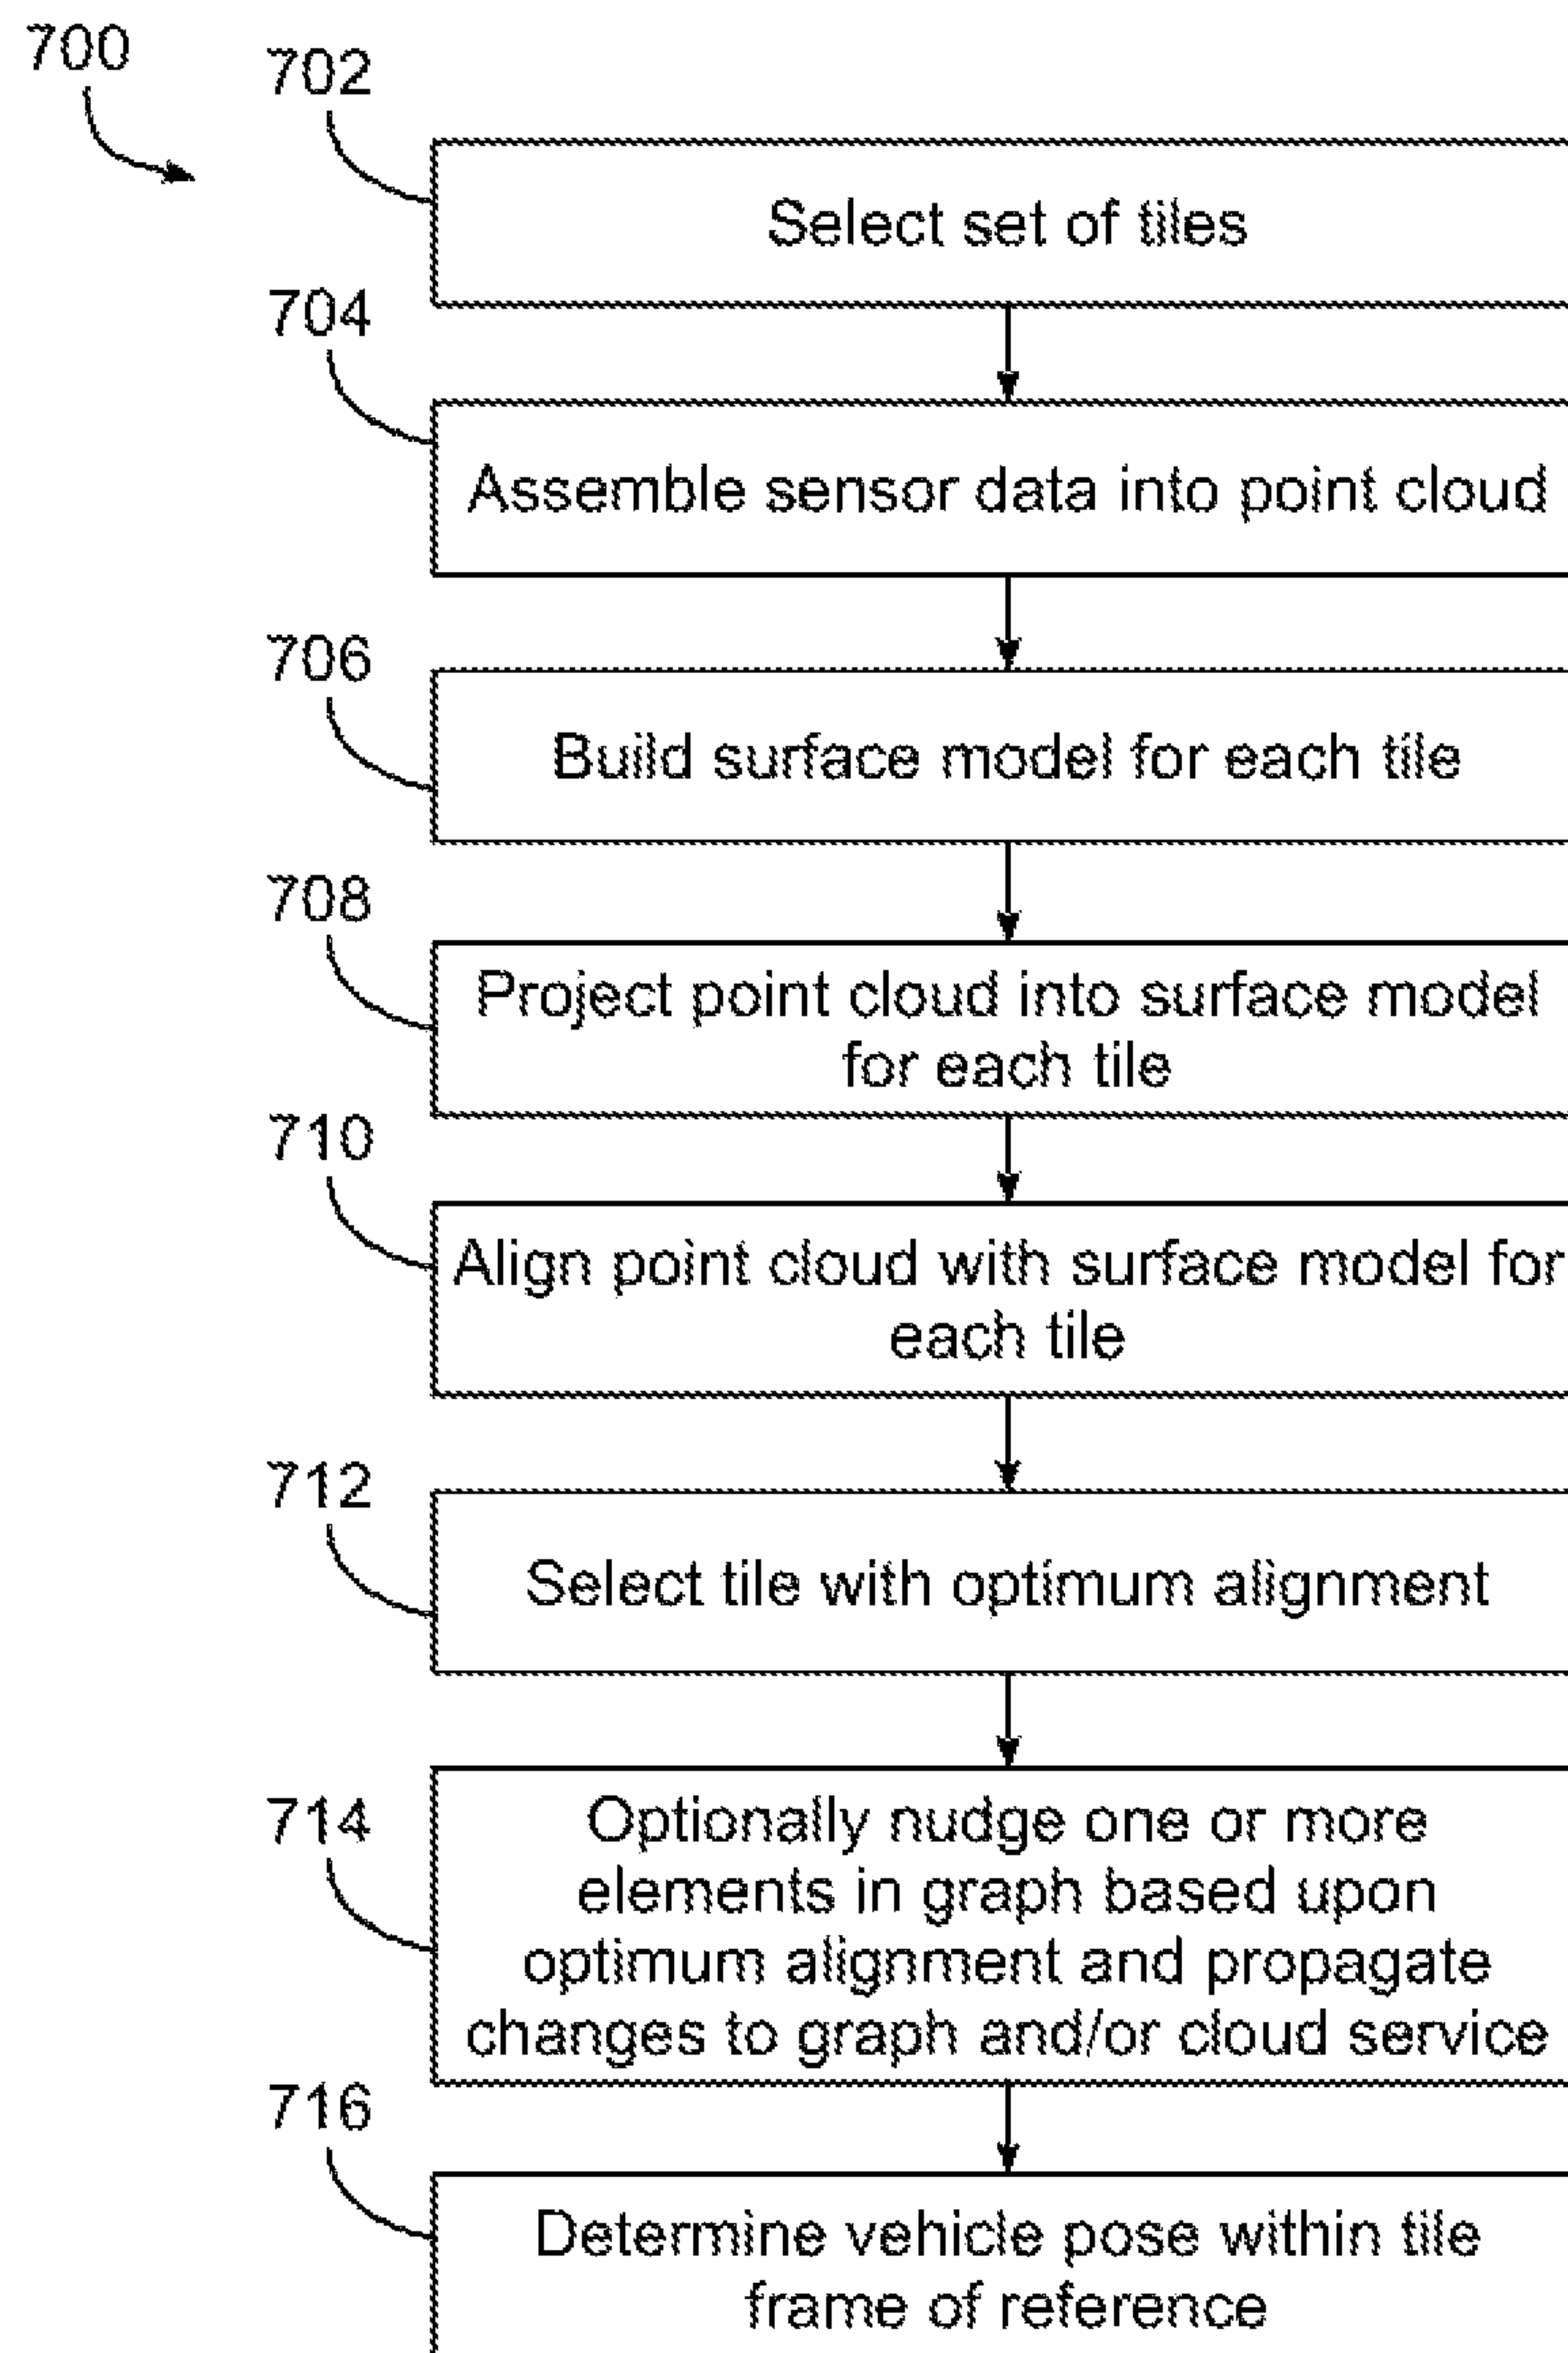 700
702
Select set of tiles
704
Assemble sensor data into point cloud
706
Build surface model for each tile
708
Project point cloud into surface model
for each tile
710
Align point cloud with surface model for
each tile
712
Select tile with optimum alignment
714
Optionally nudge one or more
elements in graph based upon
optimum alignment and propagate
changes to graph and/or cloud service
716
Determine vehicle pose within tile
frame of reference